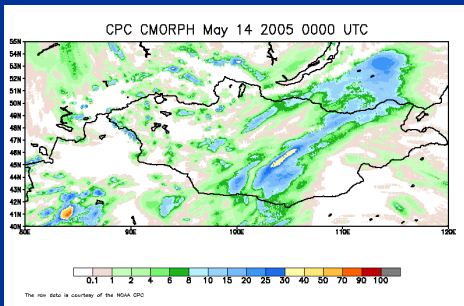 CPC CMORPH May 14 2005 0000 UTC
55N
54N
53N
52N
51N
50N
49N
48N
47N
46N
45N
44N
43N
42N
41N
40N
80E 90E 100E 110E 120E
0.1 1 2 4 6 8 10 15 20 25 30 40 50 70 90 100
The raw data is courtesy of the NOAA CPC